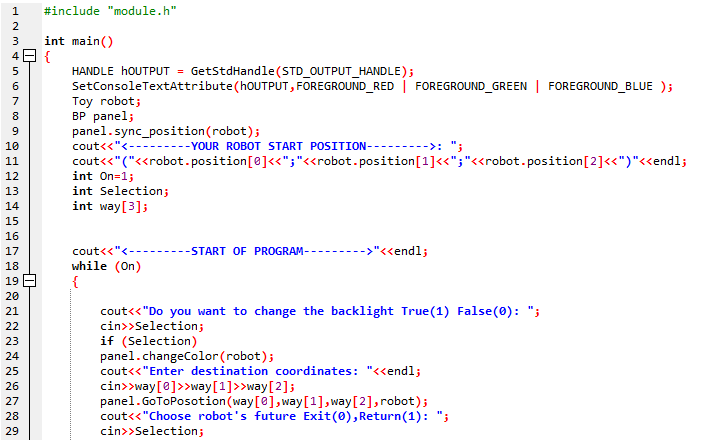 1 #include "module.h"
2
3 int main()
4 {
5 HANDLE hOUTPUT = GetStdHandle(STD_OUTPUT_HANDLE);
6 SetConsoleTextAttribute(hOUTPUT,FOREGROUND_RED | FOREGROUND_GREEN | FOREGROUND_BLUE );
7 Toy robot;
8 BP panel;
9 panel.sync_position(robot);
10 cout<<"<---------YOUR ROBOT START POSITION--------->: ";
11 cout<<"("<<robot.position[0]<<";"<<robot.position[1]<<";"<<robot.position[2]<<")"<<endl;
12 int On=1;
13 int Selection;
14 int way[3];
15
16
17 cout<<"<---------START OF PROGRAM--------->"<<endl;
18 while (On)
19 {
20
21 cout<<"Do you want to change the backlight True(1) False(0): ";
22 cin>>Selection;
23 if (Selection)
24 panel.changeColor(robot);
25 cout<<"Enter destination coordinates: "<<endl;
26 cin>>way[0]>>way[1]>>way[2];
27 panel.GoToPosotion(way[0],way[1],way[2],robot);
28 cout<<"Choose robot's future Exit(0),Return(1): ";
29 cin>>Selection;